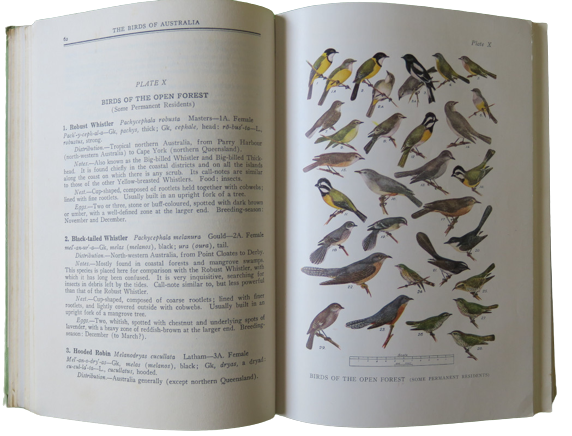 82
THE BIRDS OF AUSTRALIA
PLATE X
BIRDS OF THE OPEN FOREST
(Some Permanent Residents)
1. Robust Whistler Pachycephala robusta Masters—1A. Female
Pach-y-ceph-al-a—Gk, pachys, thick; Gk, cephale, head: ro-bus'-ta—L,
robustus, strong.
Distribution.—Tropical northern Australia, from Parry Harbour
(north-western Australia) to Cape York (northern Queensland).
Notes.—Also known as the Big-billed Whistler and Big-billed Thick-
head. It is found chiefly in the coastal districts and on all the islands
along the coast on which there is any scrub. Its call-notes are similar
to those of the other Yellow-breasted Whistlers. Food: insects.
Nest.—Cup-shaped, composed of rootlets held together with cobwebs;
lined with fine rootlets. Usually built in an upright fork of a tree.
Eggs.—Two or three, stone or buff-coloured, spotted with dark brown
or umber, with a well-defined zone at the larger end. Breeding-season:
November and December.
2. Black-tailed Whistler Pachycephala melanura Gould—2A. Female
mel-an-ur'-a—Gk, melas (melanos), black; ura (oura), tail.
Distribution.—North-western Australia, from Point Cloates to Derby.
Notes.—Mostly found in coastal forests and mangrove swamps.
This species is placed here for comparison with the Robust Whistler, with
which it has long been confused. It is very inquisitive, searching for
insects in debris left by the tides. Call-note similar to, but less powerful
than that of the Robust Whistler.
Nest.—Cup-shaped, composed of coarse rootlets; lined with finer
rootlets, and lightly covered outside with cobwebs. Usually built in an
upright fork of a mangrove tree.
Eggs.—Two, whitish, spotted with chestnut and underlying spots of
lavender, with a heavy zone of reddish-brown at the larger end. Breeding-
season: December (to March?).
3. Hooded Robin Melanodryas cucullata Latham—3A. Female
Mel-an-o-dry'-as—Gk, melas (melanos), black; Gk, dryas, a dryad:
cu-cul-la'-ta—L, cucullatus, hooded.
Distribution.—Australia generally (except northern Queensland).
Plate X
BIRDS OF THE OPEN FOREST (SOME PERMANENT RESIDENTS)